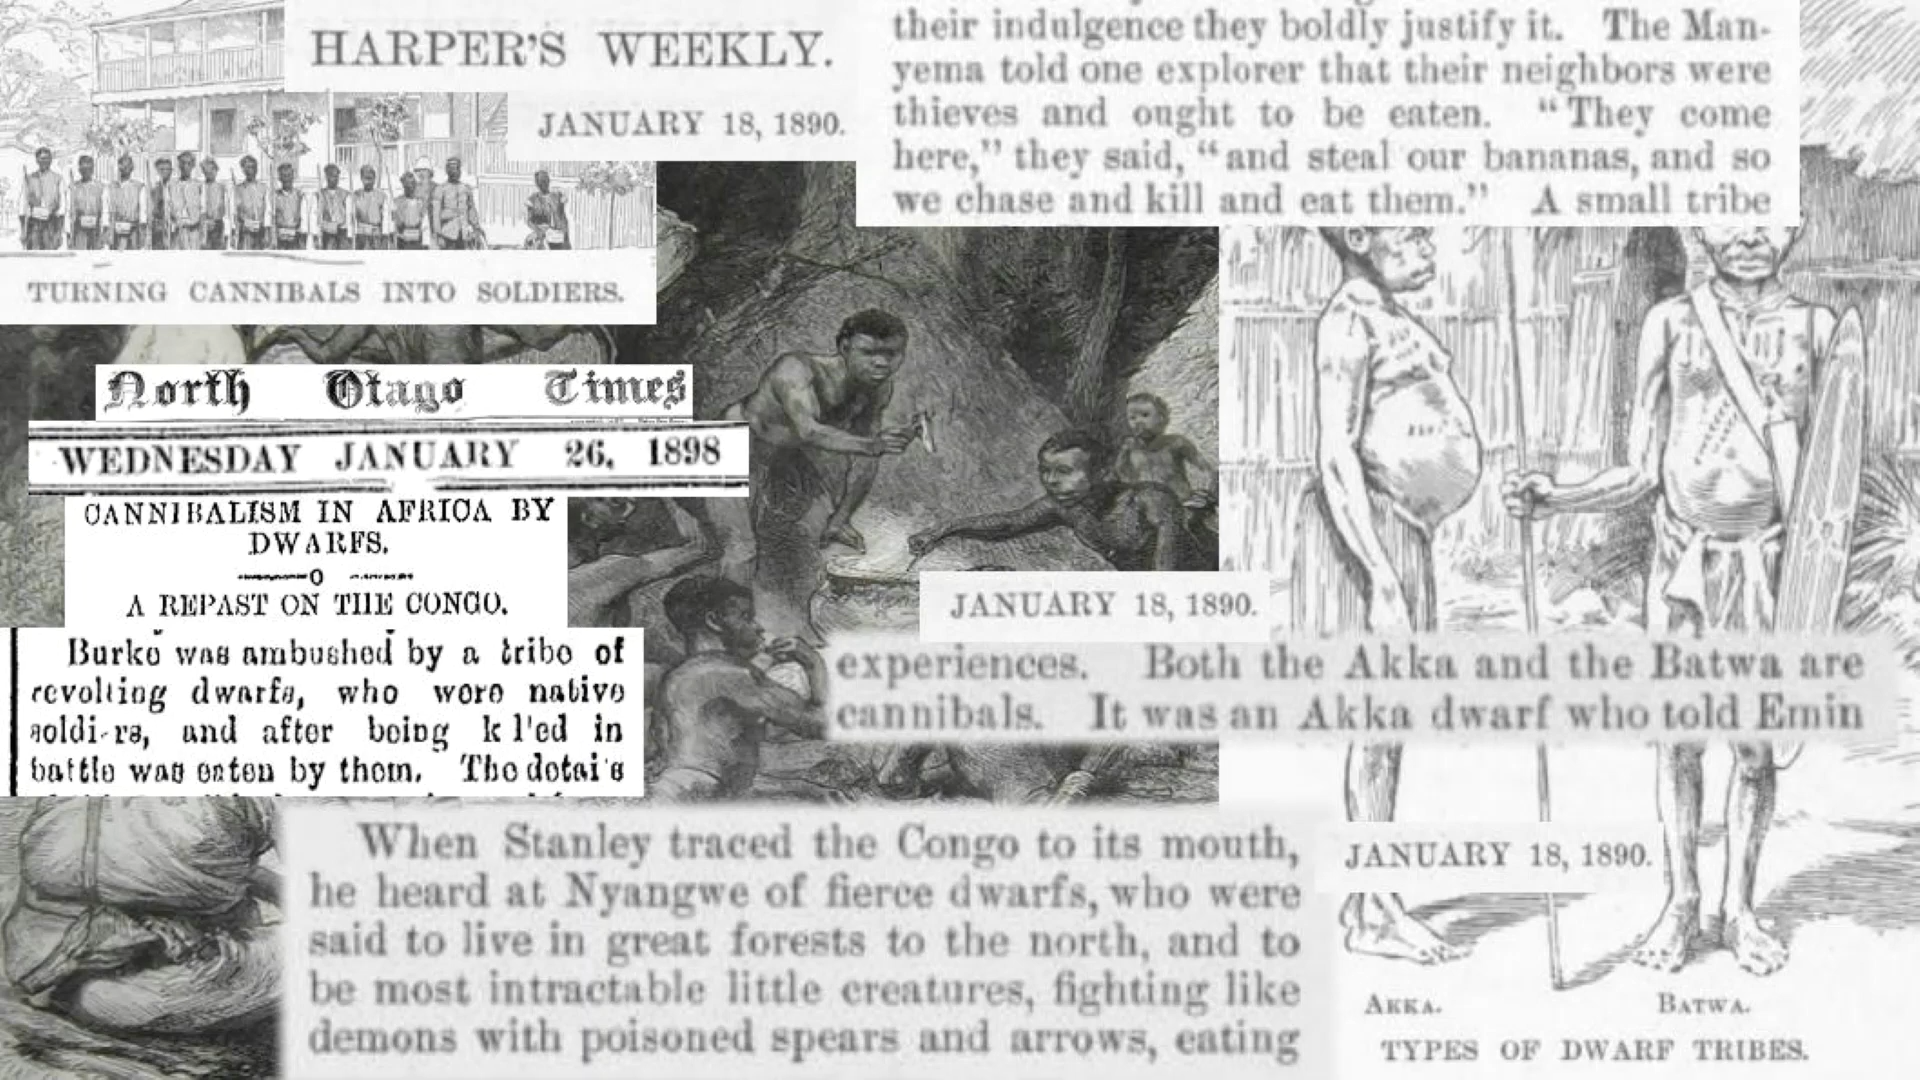 HARPER'S WEEKLY.
JANUARY 18, 1890.
TURNING CANNIBALS INTO SOLDIERS.
their indulgence they boldly justify it. The Man-
yema told one explorer that their neighbors were
thieves and ought to be eaten. "They come
here," they said, "and steal our bananas, and so
we chase and kill and eat them." A small tribe
North Otago Times
WEDNESDAY JANUARY 26, 1898
CANNIBALISM IN AFRICA BY
DWARFS.
A REPAST ON THE CONGO.
Burke was ambushed by a tribe of
revolting dwarfs, who were native
soldi-rs, and after being k l'ed in
battle was eaten by them. The detai's
JANUARY 18, 1890.
experiences. Both the Akka and the Batwa are
cannibals. It was an Akka dwarf who told Emin
When Stanley traced the Congo to its mouth,
he heard at Nyangwe of fierce dwarfs, who were
said to live in great forests to the north, and to
be most intractable little creatures, fighting like
demons with poisoned spears and arrows, eating
JANUARY 18, 1890.
AKKA. BATWA.
TYPES OF DWARF TRIBES.